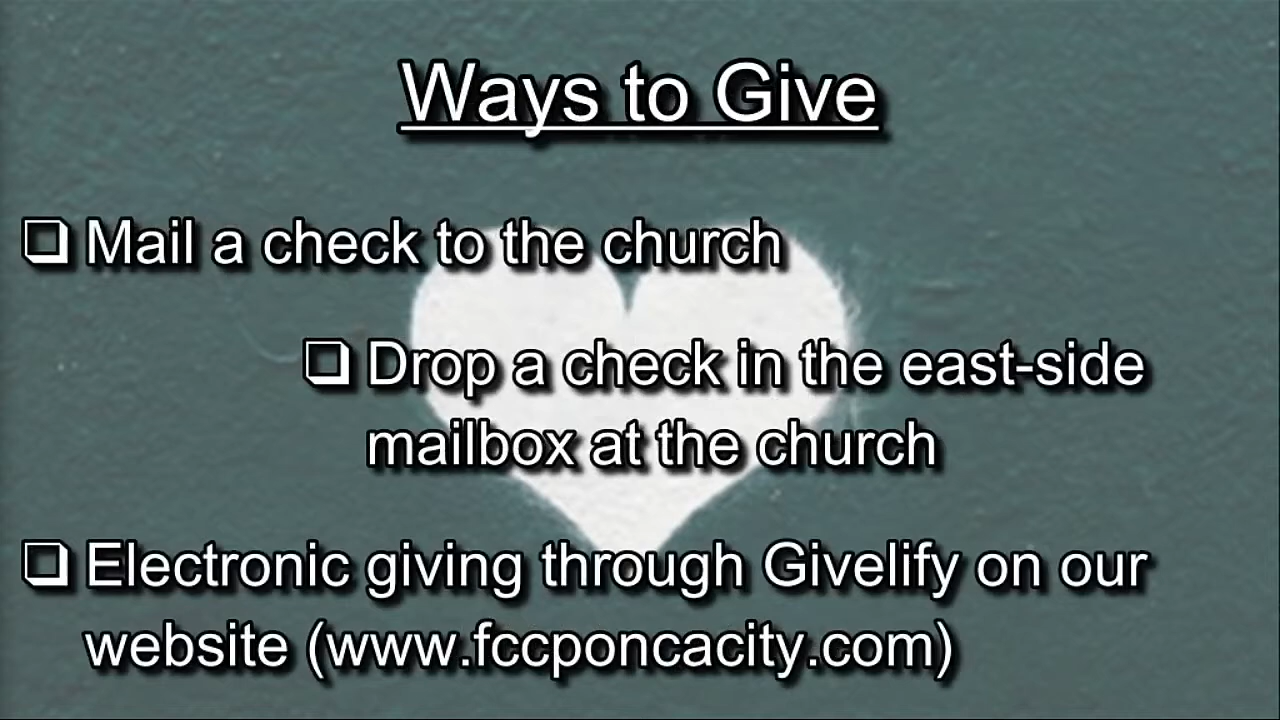 Ways to Give
❑ Mail a check to the church
❑ Drop a check in the east-side
mailbox at the church
❑ Electronic giving through Givelify on our
website (www.fccponcacity.com)